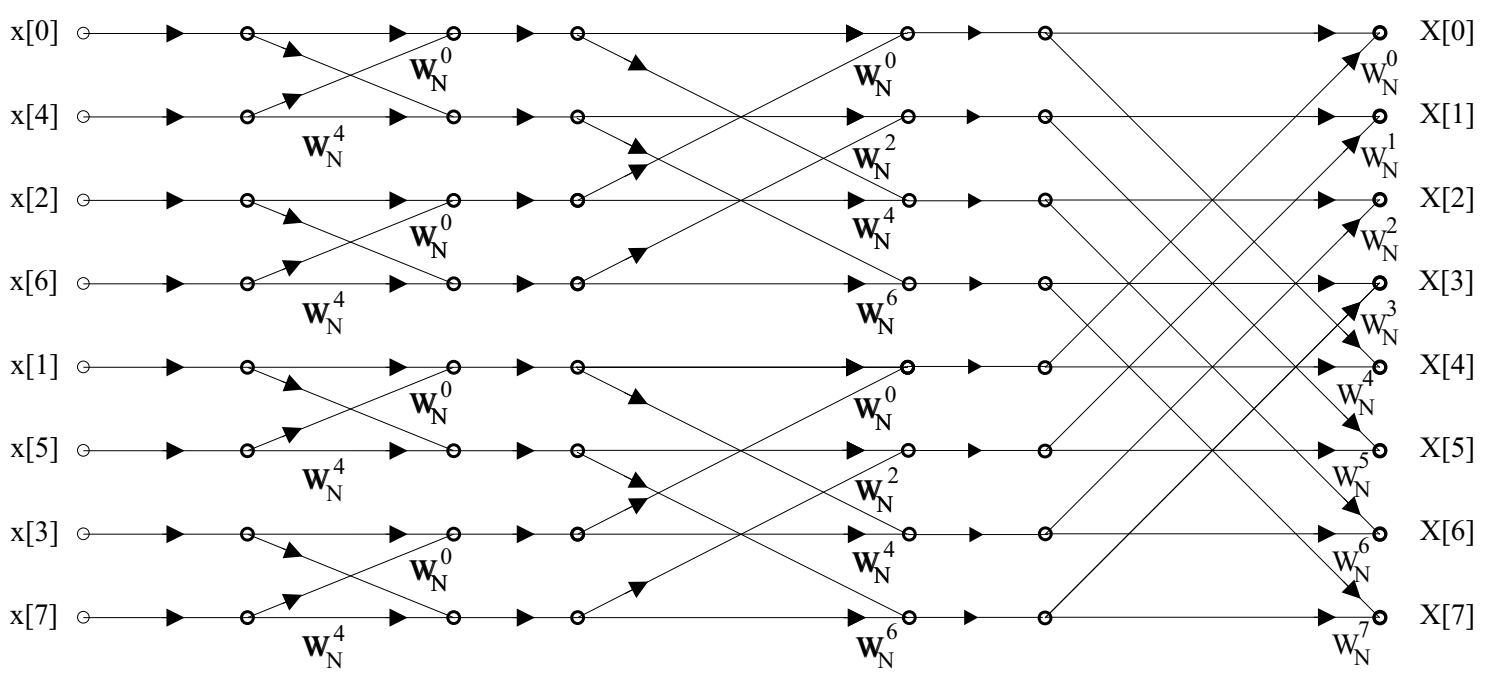 x[0] X[0]
W_N^0 W_N^0 W_N^0
x[4] X[1]
W_N^4 W_N^2 W_N^1
x[2] X[2]
W_N^0 W_N^4 W_N^2
x[6] X[3]
W_N^4 W_N^6 W_N^3
x[1] X[4]
W_N^0 W_N^0 W_N^4
x[5] X[5]
W_N^4 W_N^2 W_N^5
x[3] X[6]
W_N^0 W_N^4 W_N^6
x[7] X[7]
W_N^4 W_N^6 W_N^7